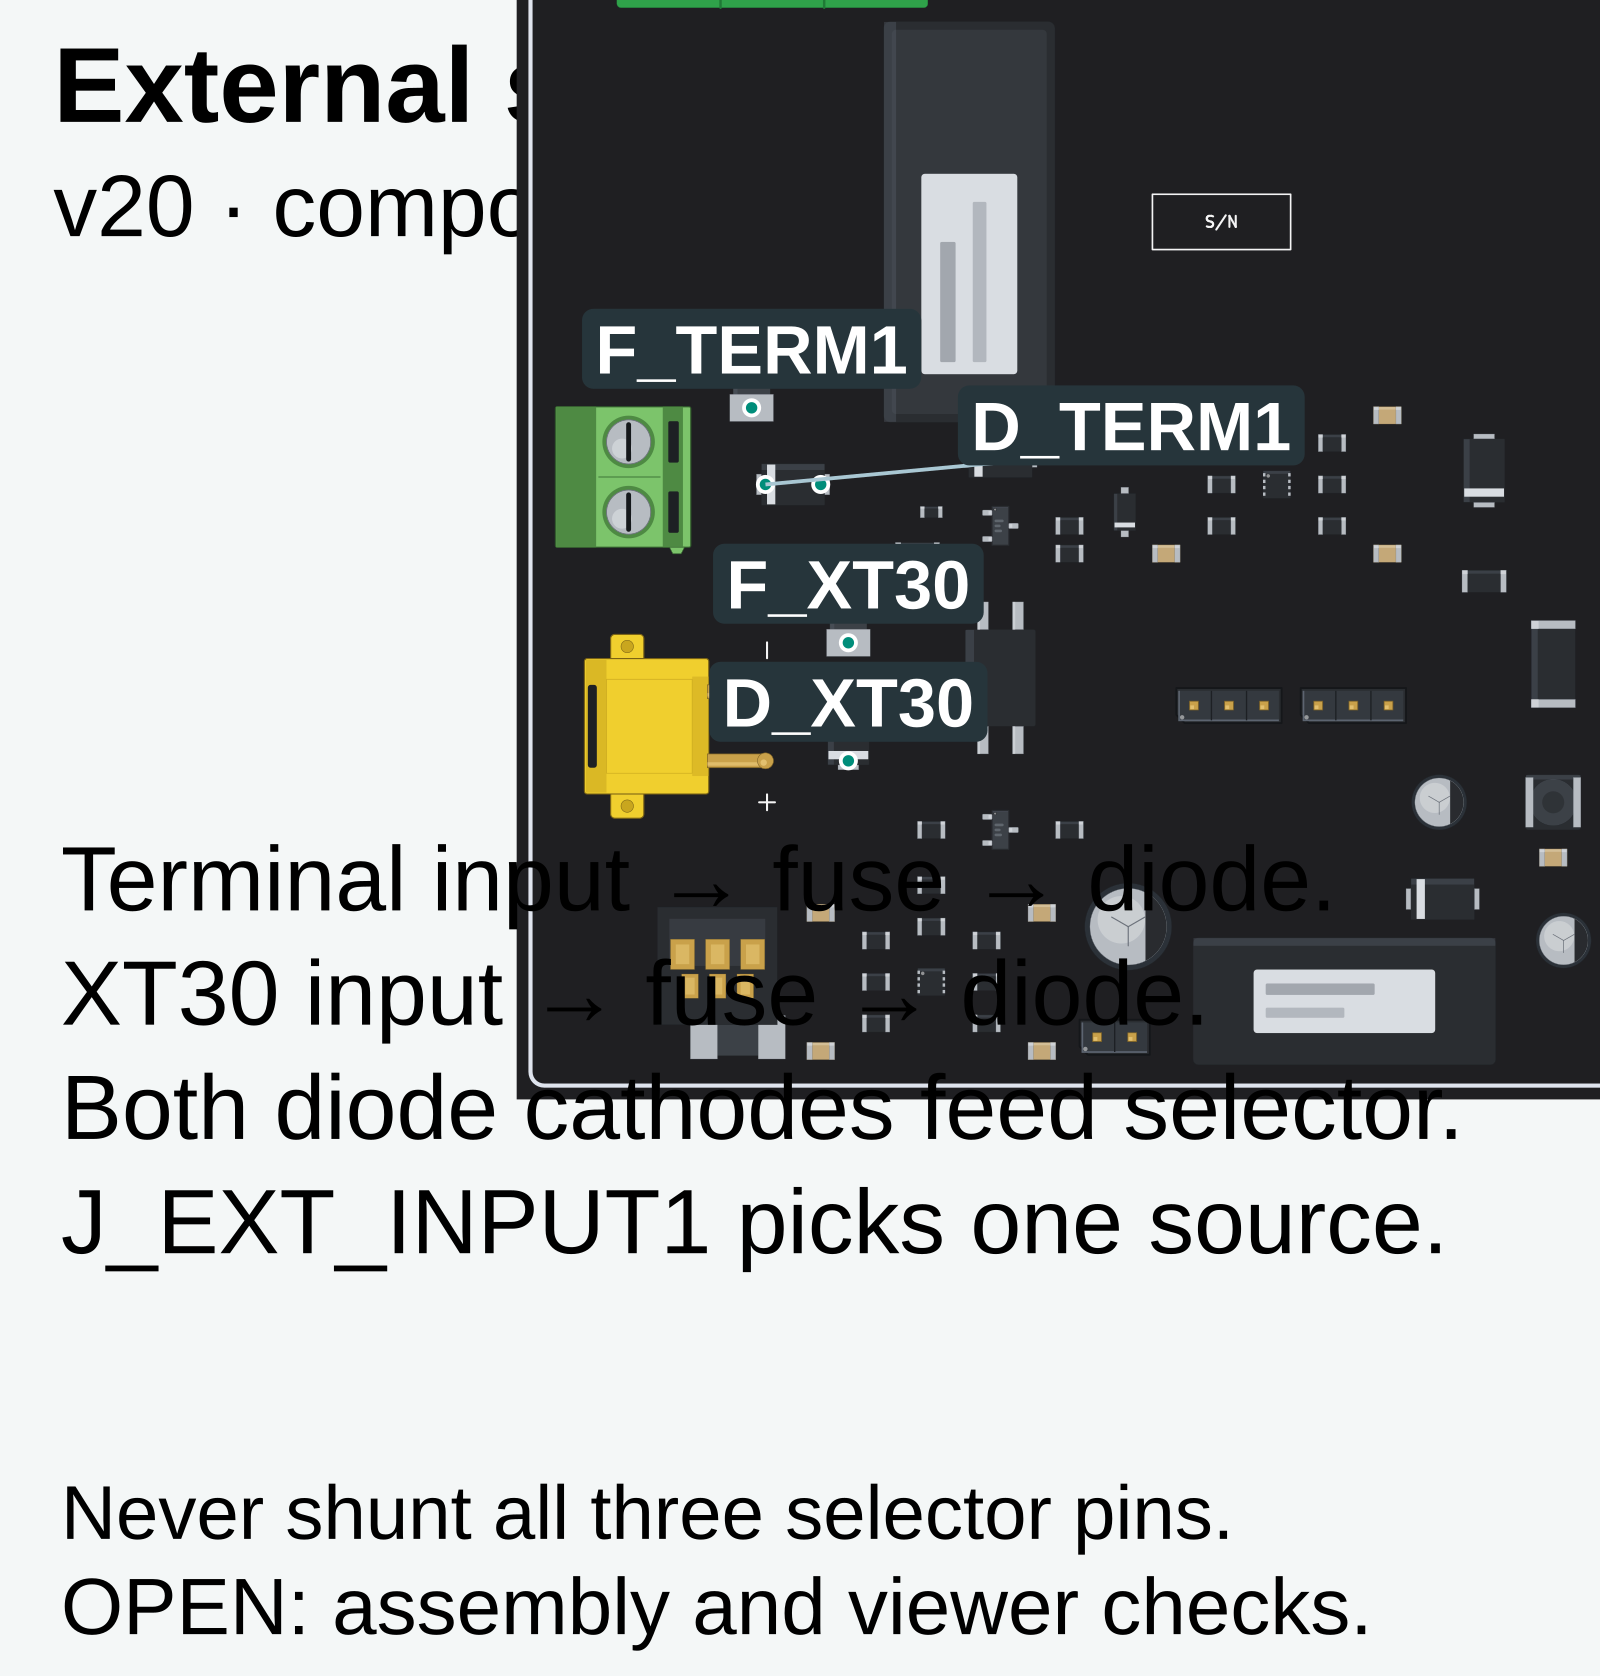 External
v20 · compo
S/N
F_TERM1
D_TERM1
F_XT30
D_XT30
Terminal input → fuse → diode.
XT30 input → fuse → diode.
Both diode cathodes feed selector.
J_EXT_INPUT1 picks one source.
Never shunt all three selector pins.
OPEN: assembly and viewer checks.